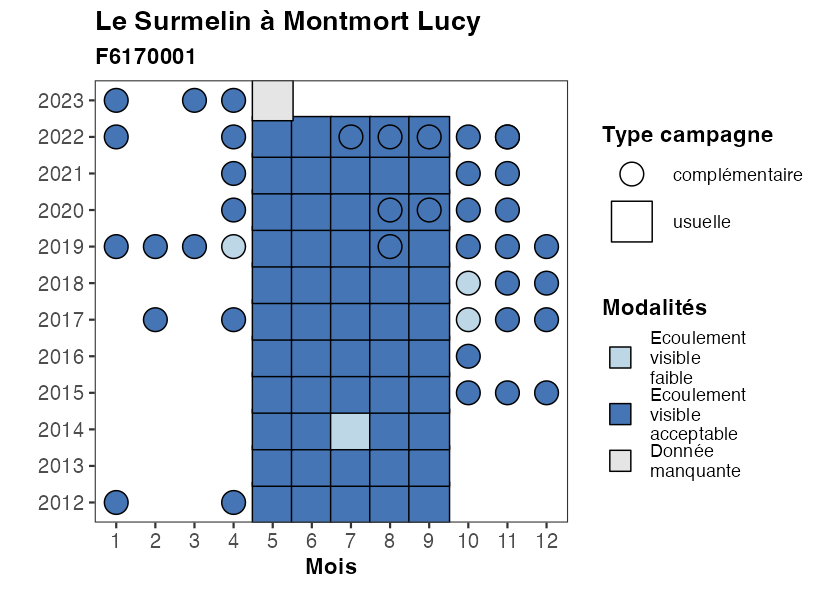 Le Surmelin à Montmort Lucy
F6170001
2023
2022
2021
2020
2019
2018
2017
2016
2015
2014
2013
2012
1 2 3 4 5 6 7 8 9 10 11 12
Mois
Type campagne
complémentaire
usuelle
Modalités
Ecoulement
visible
faible
Ecoulement
visible
acceptable
Donnée
manquante